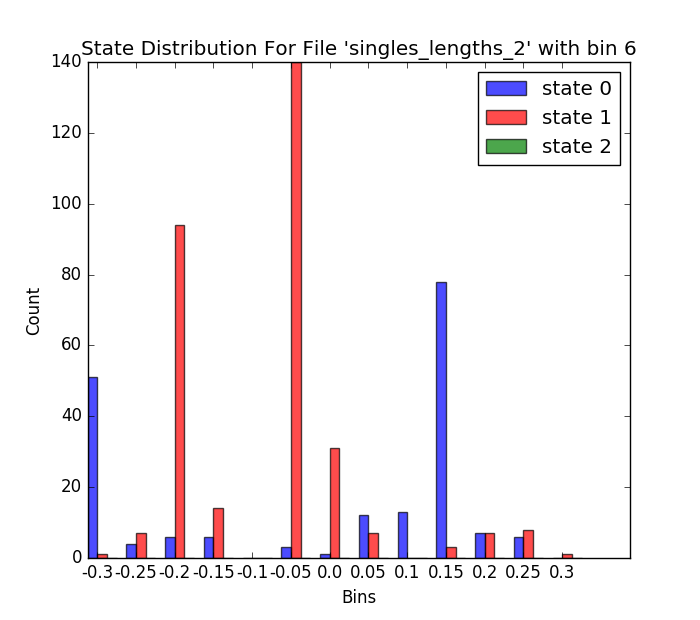 State Distribution For File 'singles_lengths_2' with bin 6
state 0
state 1
state 2
140
120
100
80
60
40
20
0
Count
-0.3 -0.25 -0.2 -0.15 -0.1 -0.05 0.0 0.05 0.1 0.15 0.2 0.25 0.3
Bins